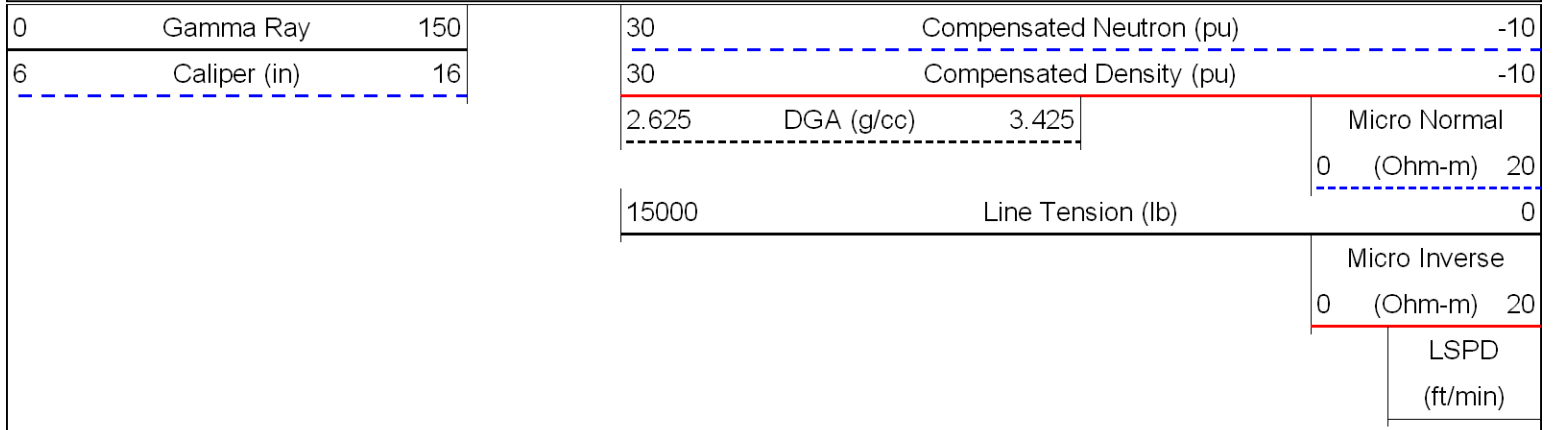 0 Gamma Ray 150 30 Compensated Neutron (pu) -10
6 Caliper (in) 16 30 Compensated Density (pu) -10
2.625 DGA (g/cc) 3.425 Micro Normal
0 (Ohm-m) 20
15000 Line Tension (lb) 0
Micro Inverse
0 (Ohm-m) 20
LSPD
(ft/min)